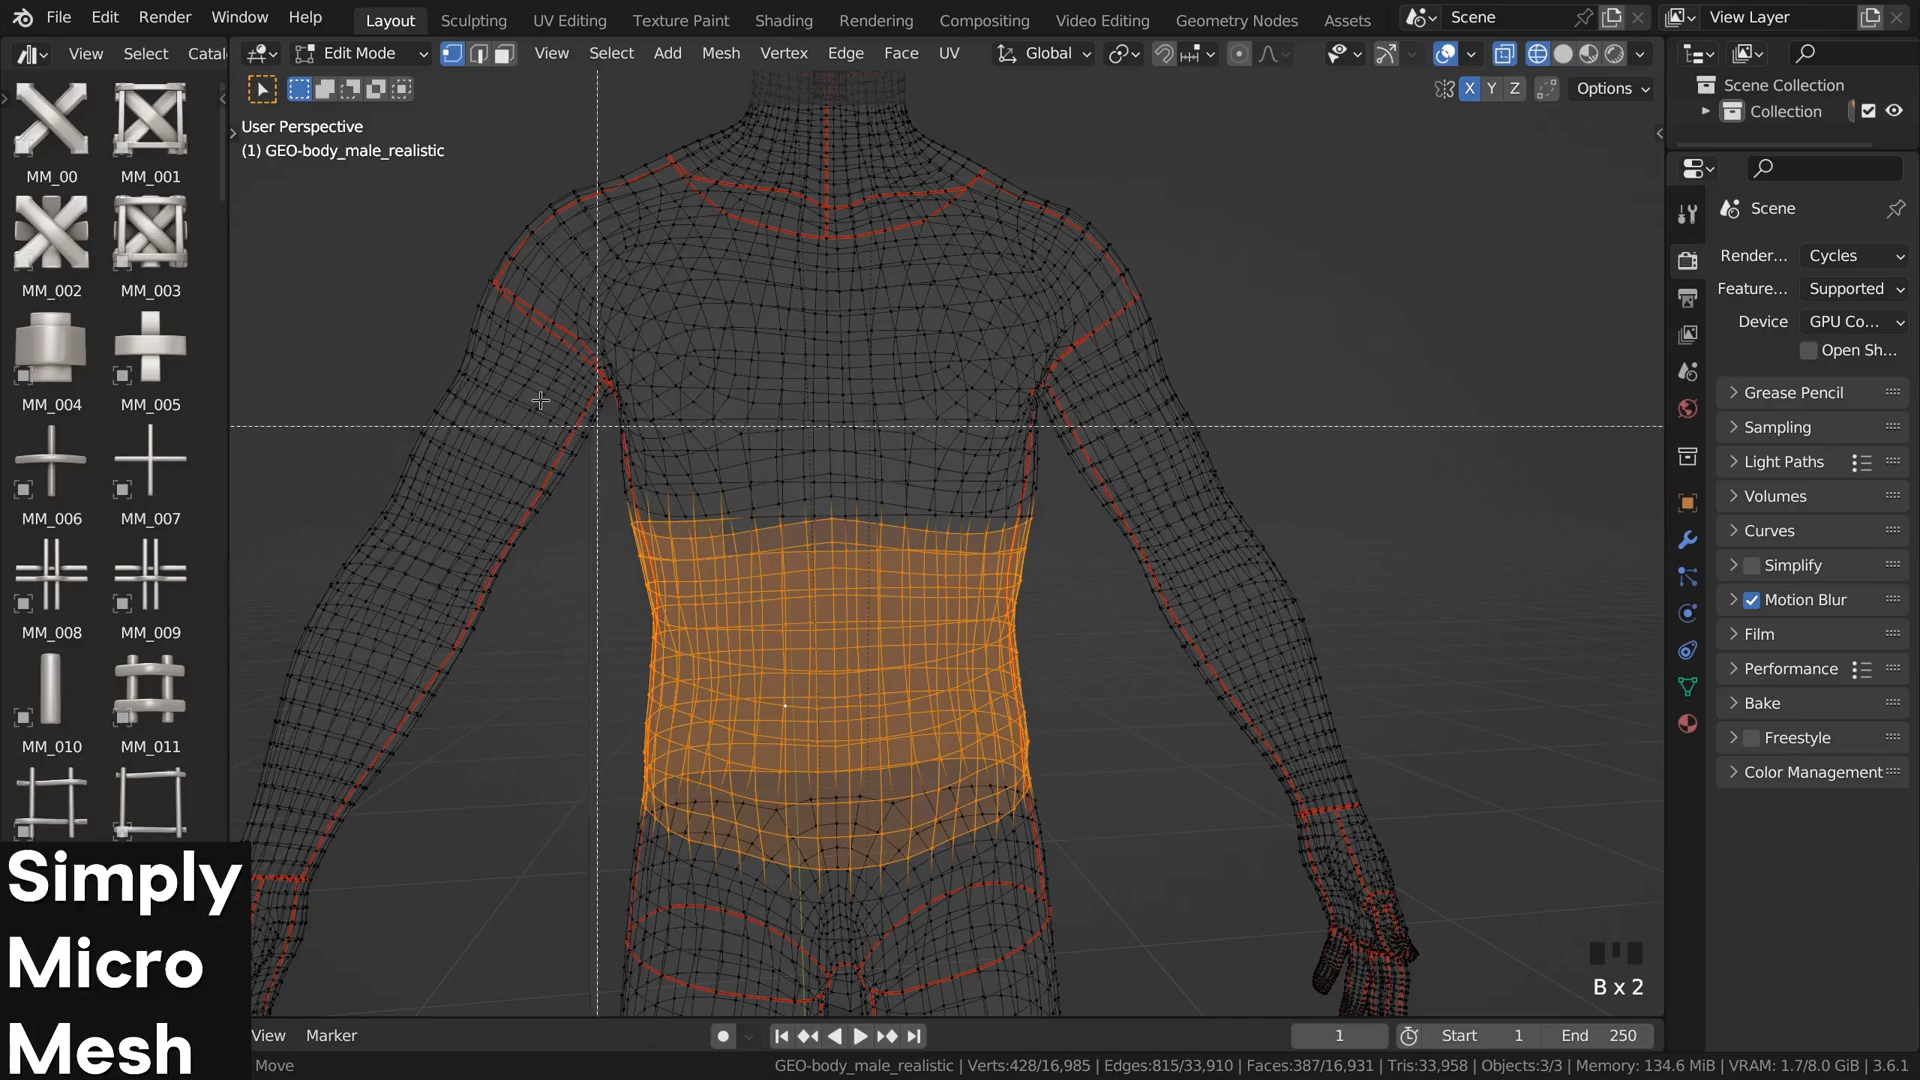 File Edit Render Window Help Layout Sculpting UV Editing Texture Paint Shading Rendering Compositing Video Editing Geometry Nodes Assets Scene View Layer
View Select Catal Edit Mode View Select Add Mesh Vertex Edge Face UV Global
X Y Z Options
User Perspective
(1) GEO-body_male_realistic
MM_00 MM_001
MM_002 MM_003
MM_004 MM_005
MM_006 MM_007
MM_008 MM_009
MM_010 MM_011
Simply
Micro
Mesh
Scene Collection
Collection
Scene
Render... Cycles
Feature... Supported
Device GPU Co...
Open Sh...
Grease Pencil
Sampling
Light Paths
Volumes
Curves
Simplify
Motion Blur
Film
Performance
Bake
Freestyle
Color Management
B x 2
View Marker 1 Start 1 End 250
Move GEO-body_male_realistic | Verts:428/16,985 | Edges:815/33,910 | Faces:387/16,931 | Tris:33,958 | Objects:3/3 | Memory: 134.6 MiB | VRAM: 1.7/8.0 GiB | 3.6.1